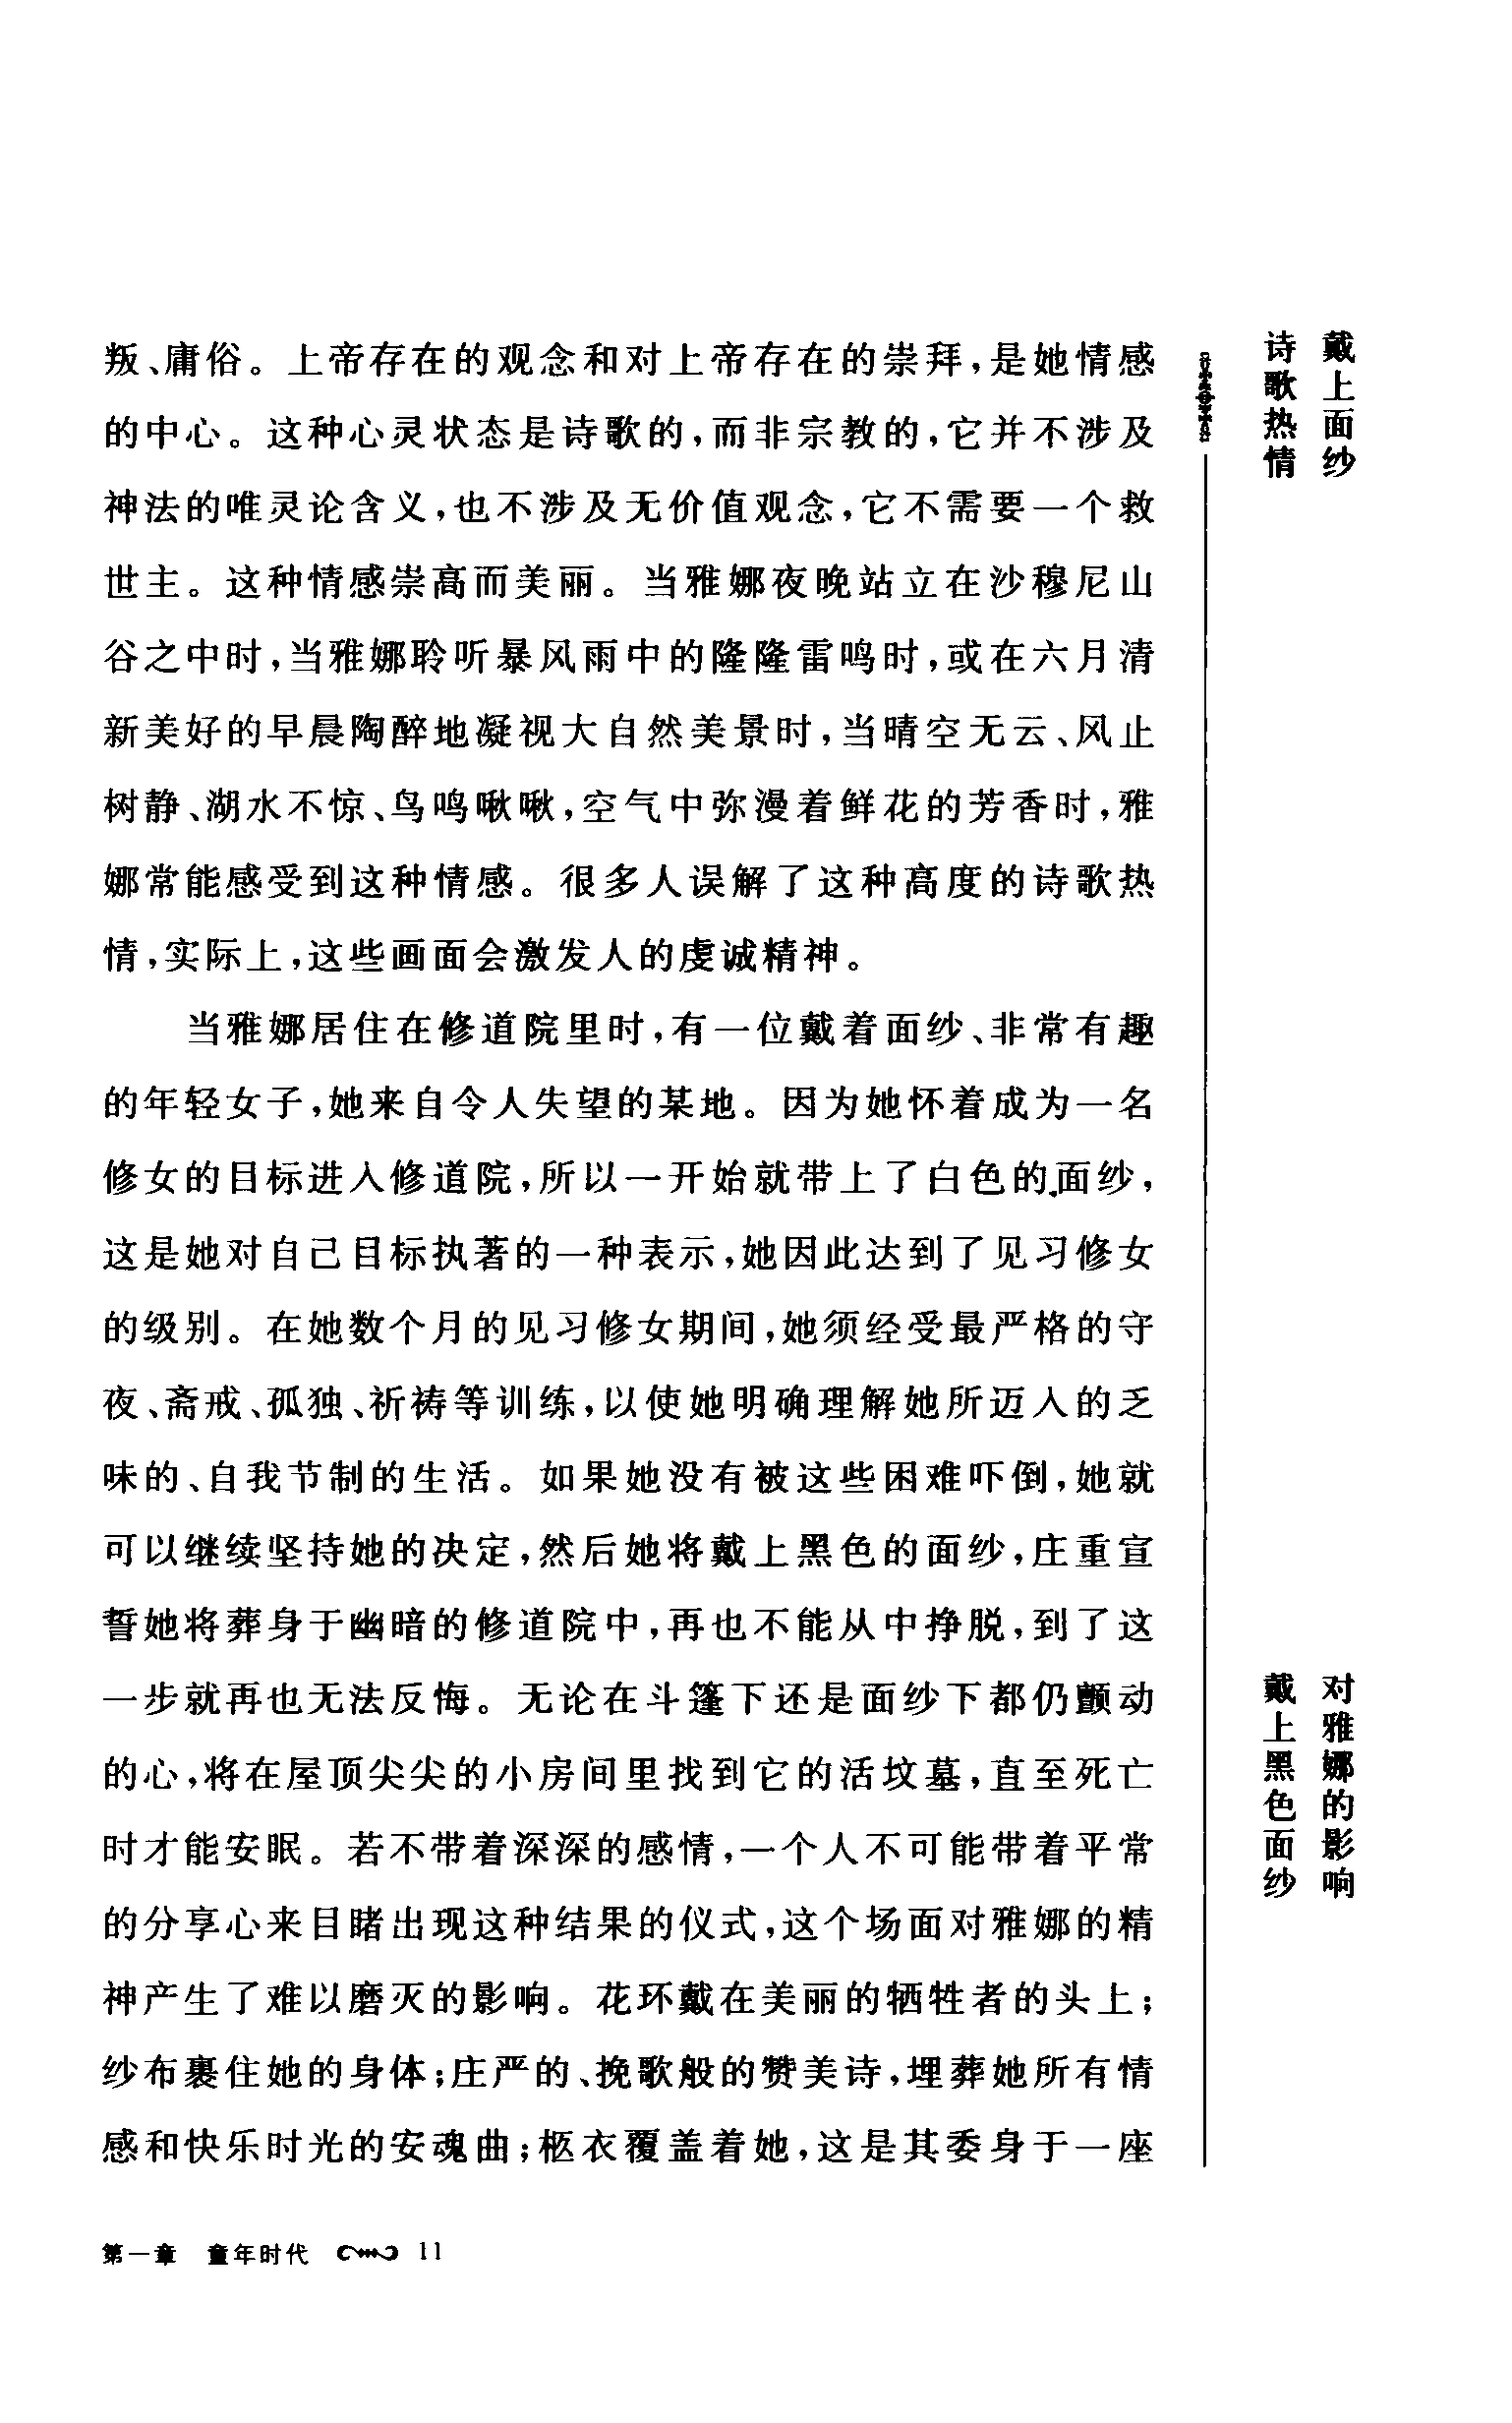 叛、庸俗。上帝存在的观念和对上帝存在的崇拜,是她情感
的中心。这种心灵状态是诗歌的,而非宗教的,它并不涉及
神法的唯灵论含义,也不涉及无价值观念,它不需要一个救
世主。这种情感崇高而美丽。当雅娜夜晚站立在沙穆尼山
谷之中时,当雅娜聆听暴风雨中的隆隆雷鸣时,或在六月清
新美好的早晨陶醉地凝视大自然美景时,当晴空无云、风止
树静、湖水不惊、鸟鸣啾啾,空气中弥漫着鲜花的芳香时,雅
娜常能感受到这种情感。很多人误解了这种高度的诗歌热
情,实际上,这些画面会激发人的虔诚精神。
当雅娜居住在修道院里时,有一位戴着面纱、非常有趣
的年轻女子,她来自令人失望的某地。因为她怀着成为一名
修女的目标进入修道院,所以一开始就带上了白色的面纱,
这是她对自己目标执著的一种表示,她因此达到了见习修女
的级别。在她数个月的见习修女期间,她须经受最严格的守
夜、斋戒、孤独、祈祷等训练,以使她明确理解她所迈入的乏
味的、自我节制的生活。如果她没有被这些困难吓倒,她就
可以继续坚持她的决定,然后她将戴上黑色的面纱,庄重宣
誓她将葬身于幽暗的修道院中,再也不能从中挣脱,到了这
一步就再也无法反悔。无论在斗篷下还是面纱下都仍颤动
的心,将在屋顶尖尖的小房间里找到它的活坟墓,直至死亡
时才能安眠。若不带着深深的感情,一个人不可能带着平常
的分享心来目睹出现这种结果的仪式,这个场面对雅娜的精
神产生了难以磨灭的影响。花环戴在美丽的牺牲者的头上;
纱布裹住她的身体;庄严的、挽歌般的赞美诗,埋葬她所有情
感和快乐时光的安魂曲;柩衣覆盖着她,这是其委身于一座
戴上面纱
诗歌热情
对雅娜的影响
戴上黑色面纱
第一章 童年时代 11